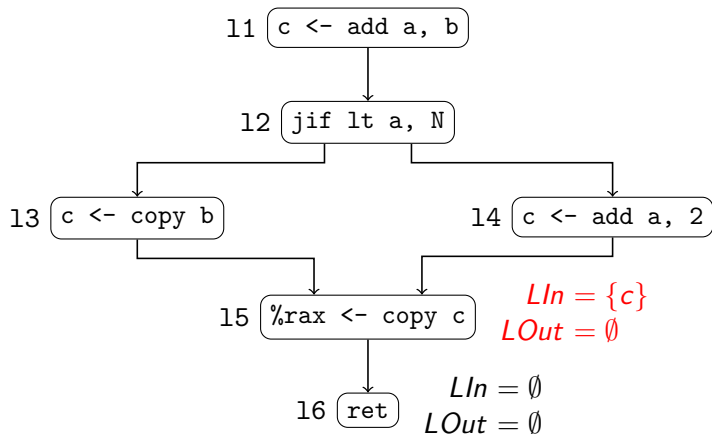 l1 c <- add a, b
l2 jif lt a, N
l3 c <- copy b
l4 c <- add a, 2
l5 %rax <- copy c
LIn = {c}
LOut = ∅
l6 ret
LIn = ∅
LOut = ∅